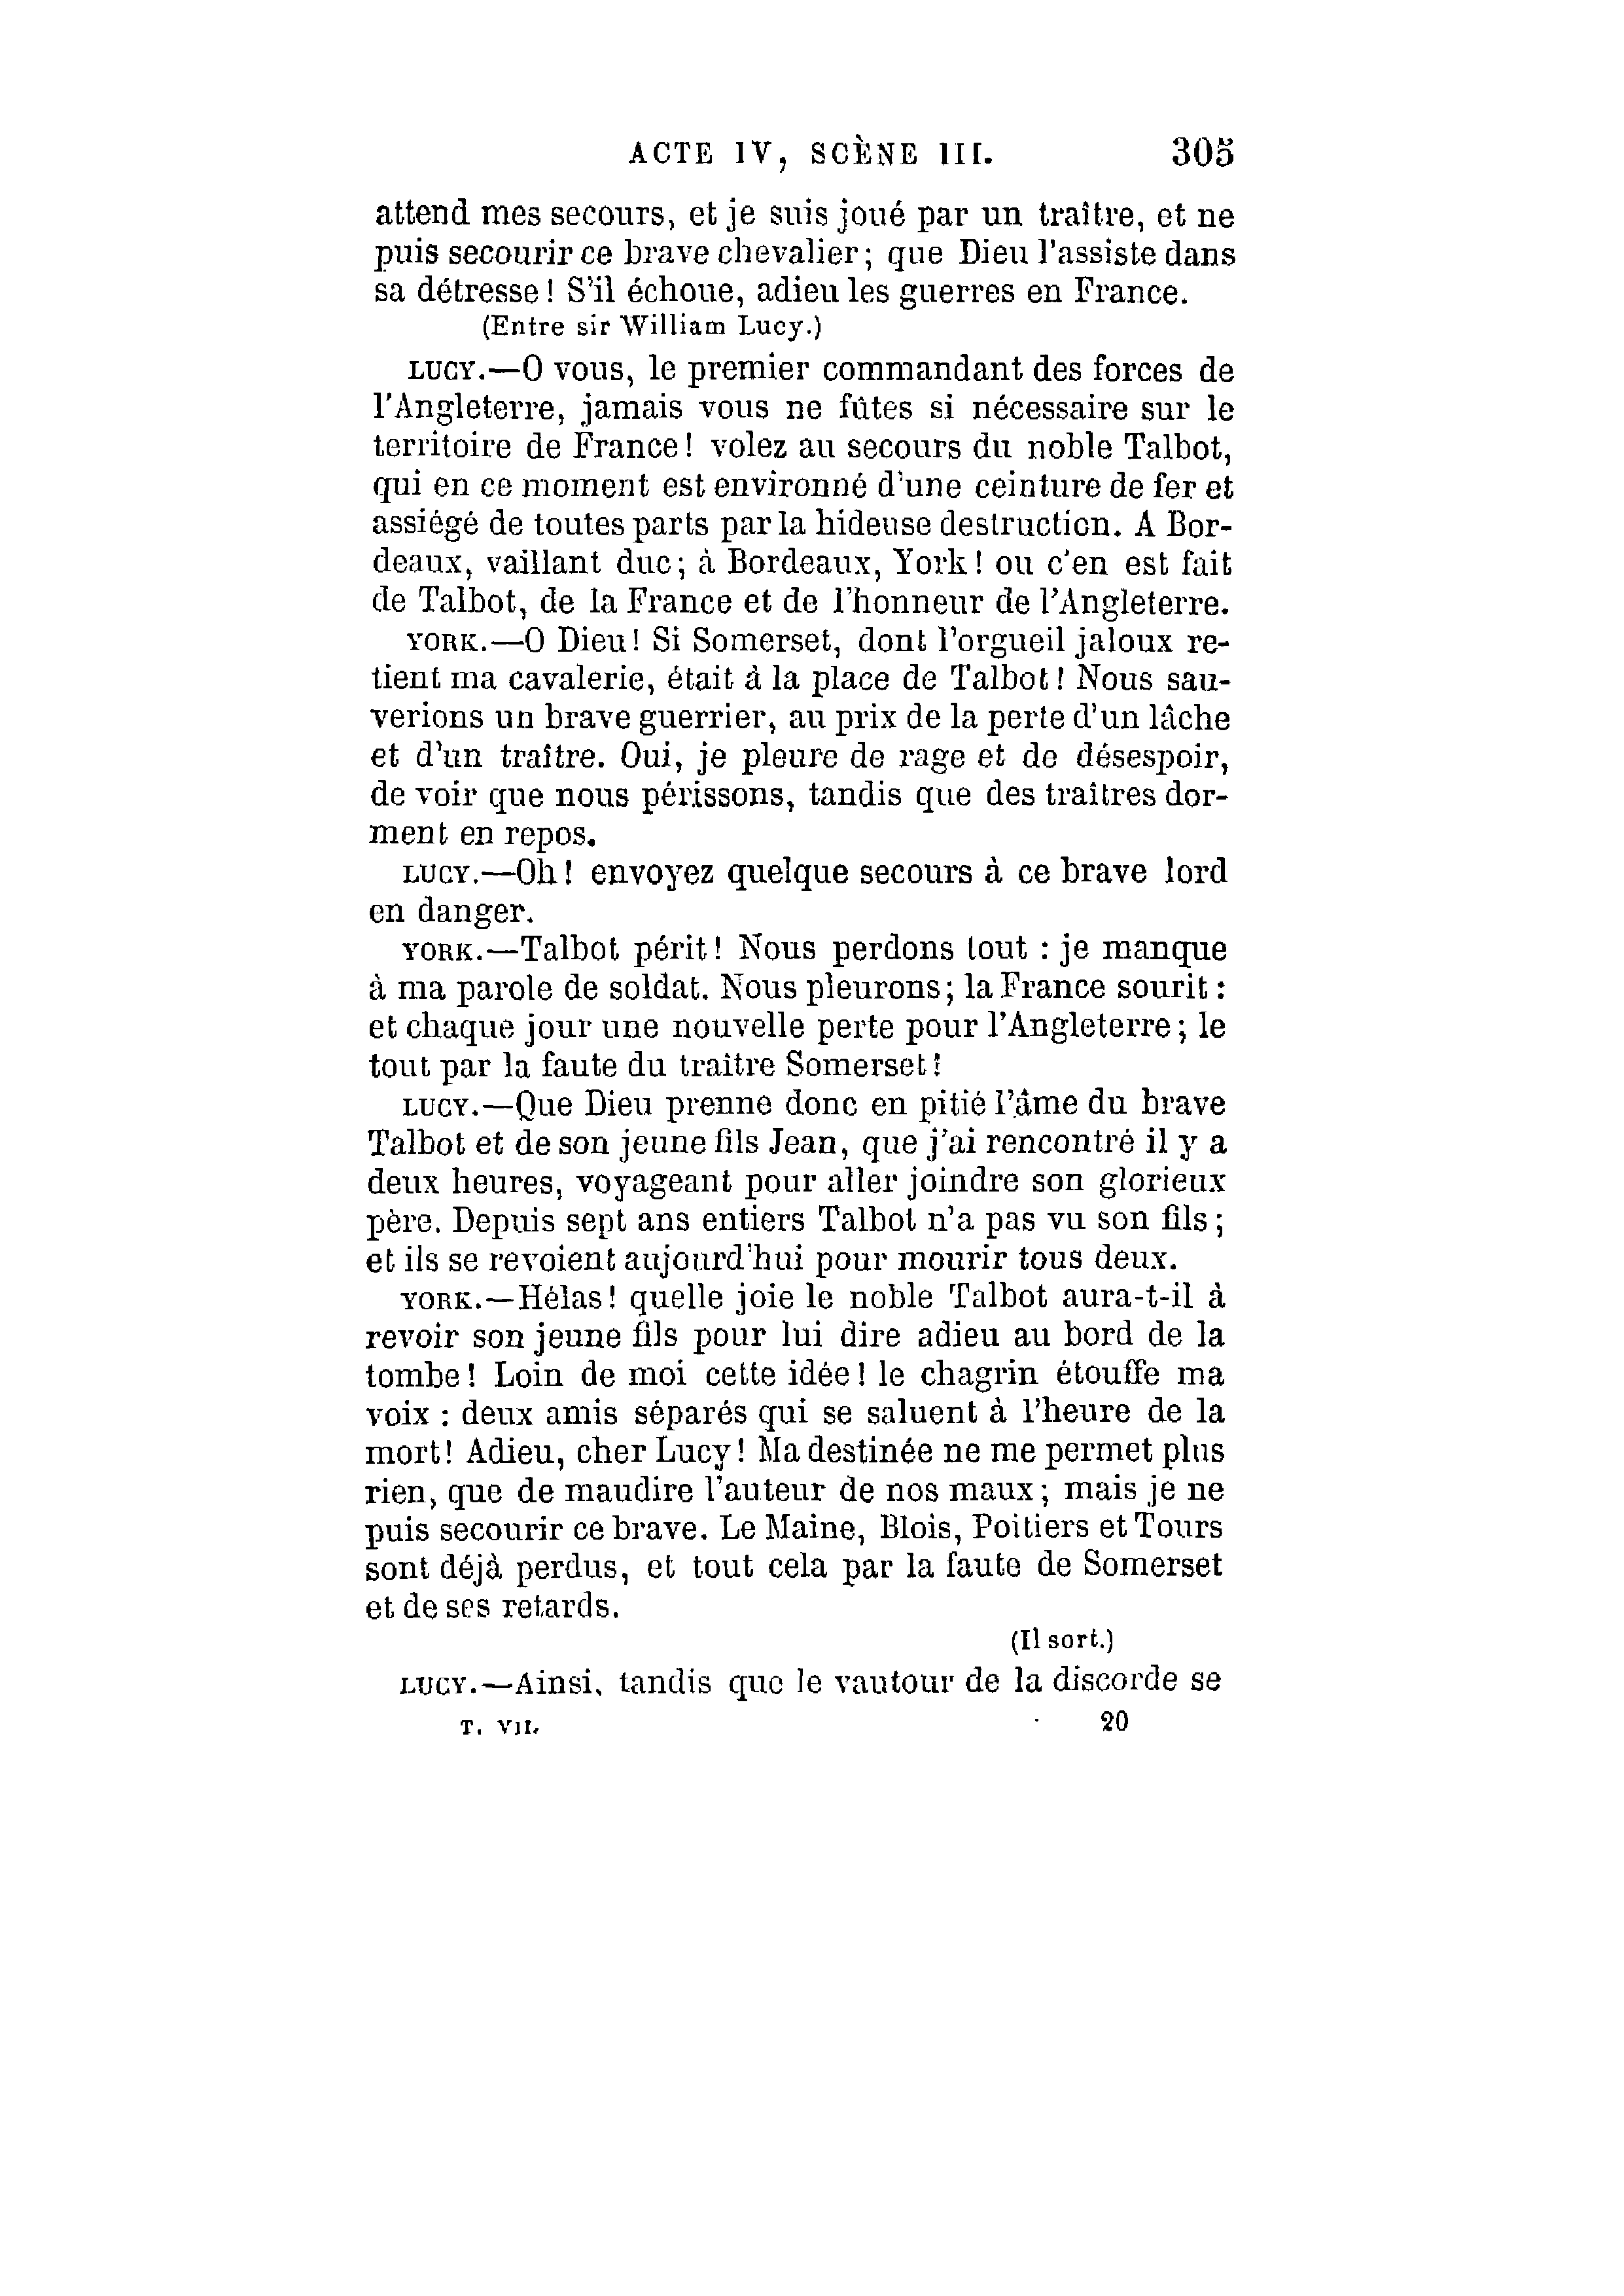 ACTE IV, SCÈNE III. 305
attend mes secours, et je suis joué par un traître, et ne
puis secourir ce brave chevalier; que Dieu l'assiste dans
sa détresse! S'il échoue, adieu les guerres en France.
(Entre sir William Lucy.)
LUCY.—O vous, le premier commandant des forces de
l'Angleterre, jamais vous ne fûtes si nécessaire sur le
territoire de France! volez au secours du noble Talbot,
qui en ce moment est environné d'une ceinture de fer et
assiégé de toutes parts par la hideuse destruction. A Bor-
deaux, vaillant duc; à Bordeaux, York! ou c'en est fait
de Talbot, de la France et de l'honneur de l'Angleterre.
YORK.—O Dieu! Si Somerset, dont l'orgueil jaloux re-
tient ma cavalerie, était à la place de Talbot! Nous sau-
verions un brave guerrier, au prix de la perte d'un lâche
et d'un traître. Oui, je pleure de rage et de désespoir,
de voir que nous périssons, tandis que des traîtres dor-
ment en repos.
LUCY.—Oh! envoyez quelque secours à ce brave lord
en danger.
YORK.—Talbot périt! Nous perdons tout : je manque
à ma parole de soldat. Nous pleurons; la France sourit :
et chaque jour une nouvelle perte pour l'Angleterre; le
tout par la faute du traître Somerset!
LUCY.—Que Dieu prenne donc en pitié l'âme du brave
Talbot et de son jeune fils Jean, que j'ai rencontré il y a
deux heures, voyageant pour aller joindre son glorieux
père. Depuis sept ans entiers Talbot n'a pas vu son fils;
et ils se revoient aujourd'hui pour mourir tous deux.
YORK.—Hélas! quelle joie le noble Talbot aura-t-il à
revoir son jeune fils pour lui dire adieu au bord de la
tombe! Loin de moi cette idée! le chagrin étouffe ma
voix : deux amis séparés qui se saluent à l'heure de la
mort! Adieu, cher Lucy! Ma destinée ne me permet plus
rien, que de maudire l'auteur de nos maux; mais je ne
puis secourir ce brave. Le Maine, Blois, Poitiers et Tours
sont déjà perdus, et tout cela par la faute de Somerset
et de ses retards.
(Il sort.)
LUCY.—Ainsi, tandis que le vautour de la discorde se
T. VII. 20